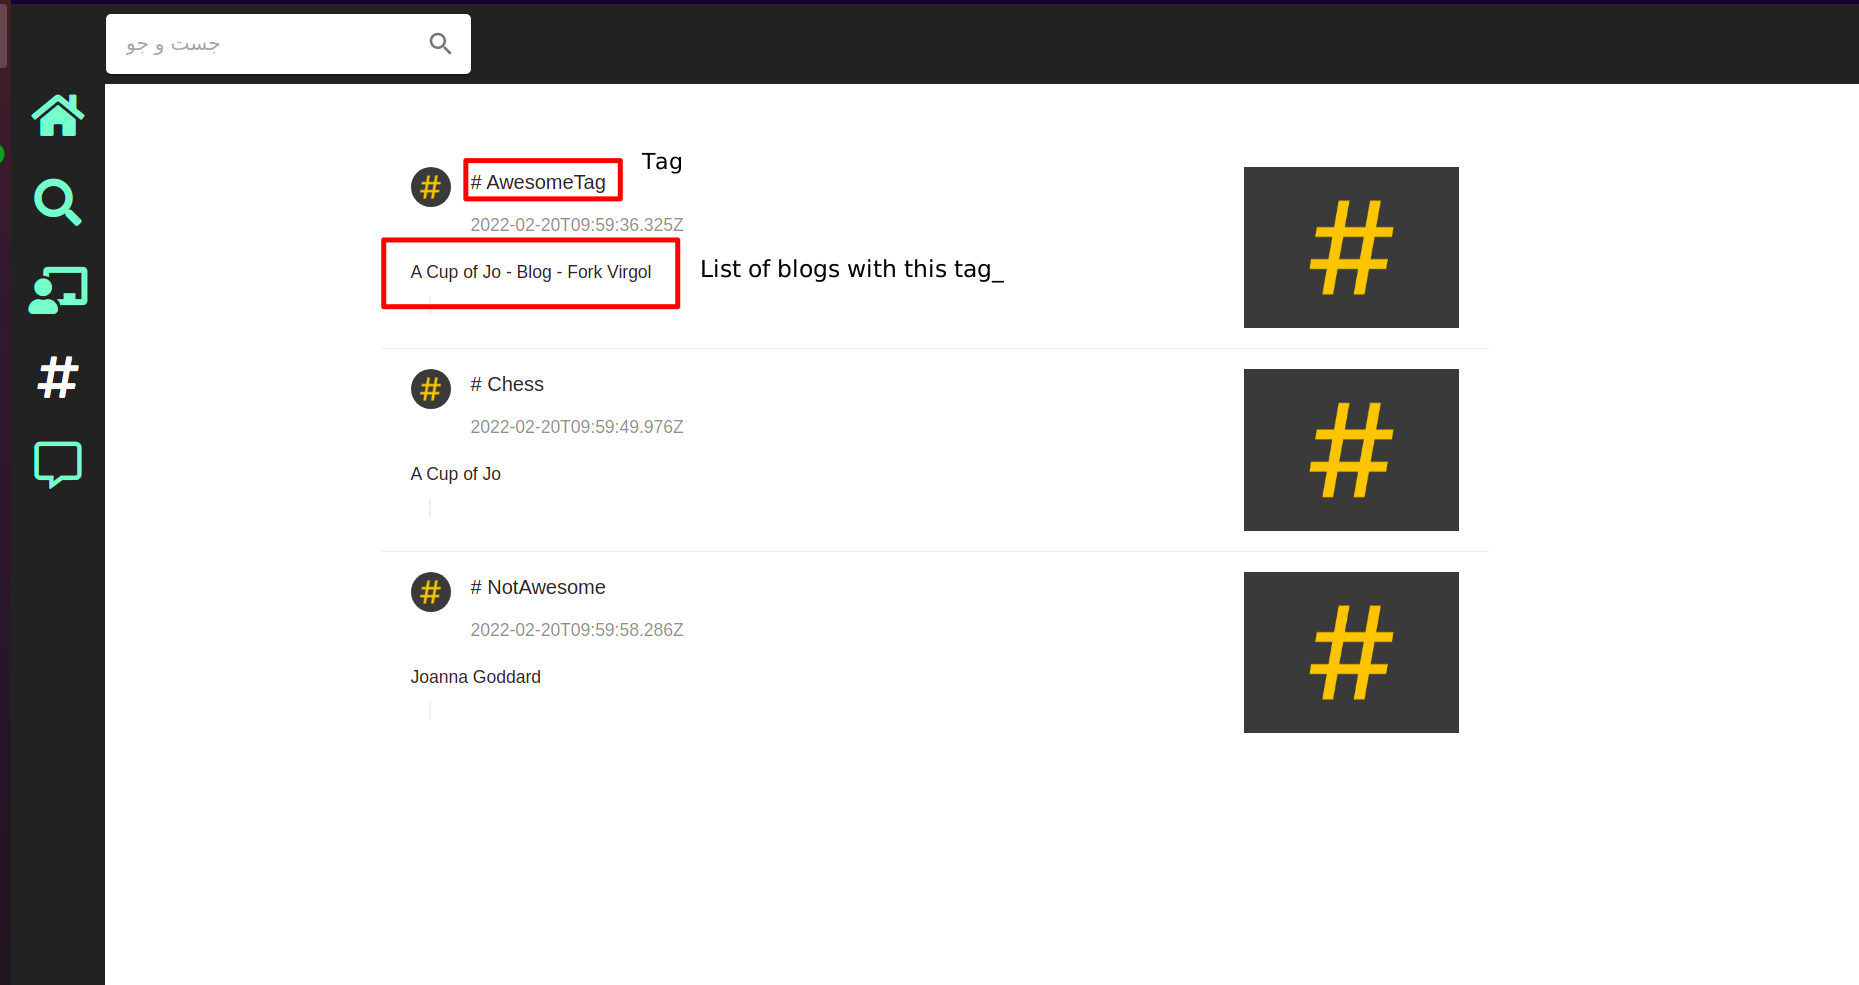 جست و جو
Tag
# AwesomeTag
2022-02-20T09:59:36.325Z
A Cup of Jo - Blog - Fork Virgol
List of blogs with this tag_
# Chess
2022-02-20T09:59:49.976Z
A Cup of Jo
# NotAwesome
2022-02-20T09:59:58.286Z
Joanna Goddard